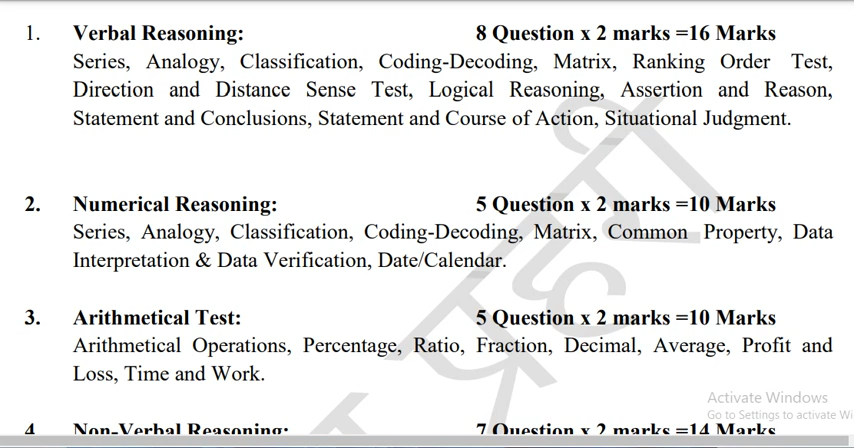 1. Verbal Reasoning: 8 Question x 2 marks =16 Marks
Series, Analogy, Classification, Coding-Decoding, Matrix, Ranking Order Test,
Direction and Distance Sense Test, Logical Reasoning, Assertion and Reason,
Statement and Conclusions, Statement and Course of Action, Situational Judgment.
2. Numerical Reasoning: 5 Question x 2 marks =10 Marks
Series, Analogy, Classification, Coding-Decoding, Matrix, Common Property, Data
Interpretation & Data Verification, Date/Calendar.
3. Arithmetical Test: 5 Question x 2 marks =10 Marks
Arithmetical Operations, Percentage, Ratio, Fraction, Decimal, Average, Profit and
Loss, Time and Work.
Activate Windows
Go to Settings to activate Wi
4 Non-Verbal Reasoning: 7 Question x 2 marks =14 Marks